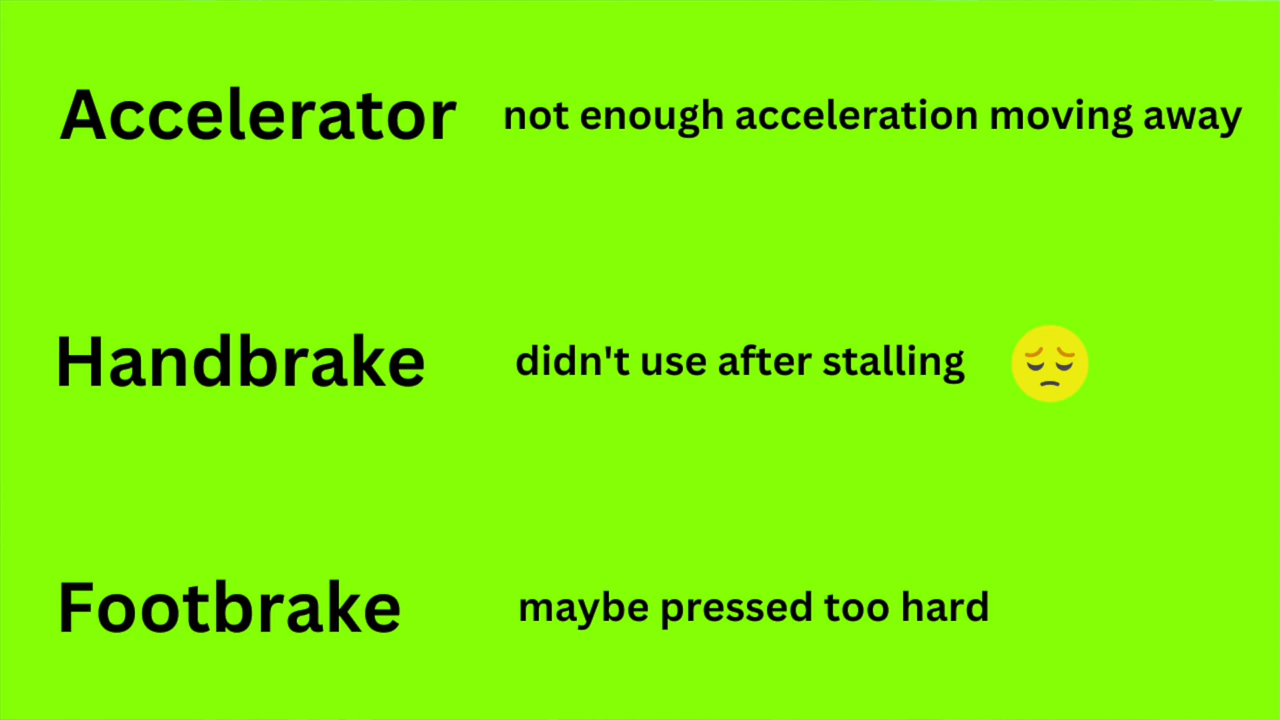 Accelerator not enough acceleration moving away
Handbrake didn't use after stalling
Footbrake maybe pressed too hard